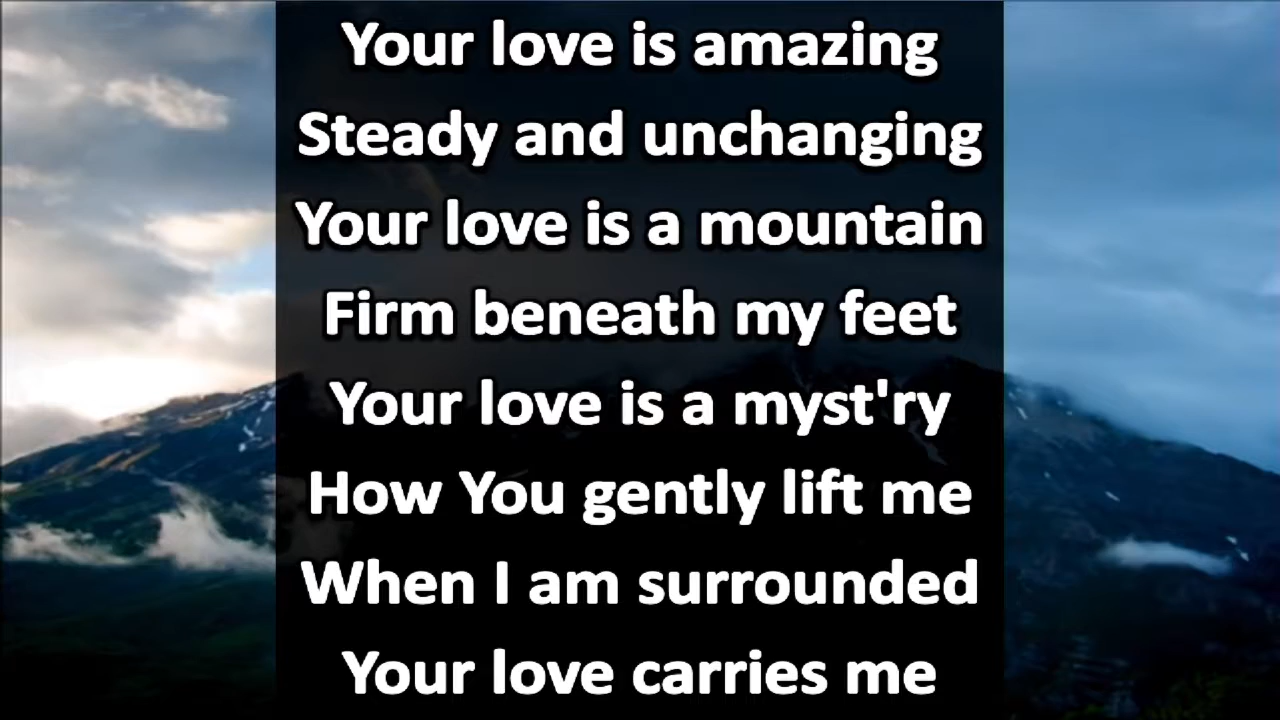 Your love is amazing
Steady and unchanging
Your love is a mountain
Firm beneath my feet
Your love is a myst'ry
How You gently lift me
When I am surrounded
Your love carries me